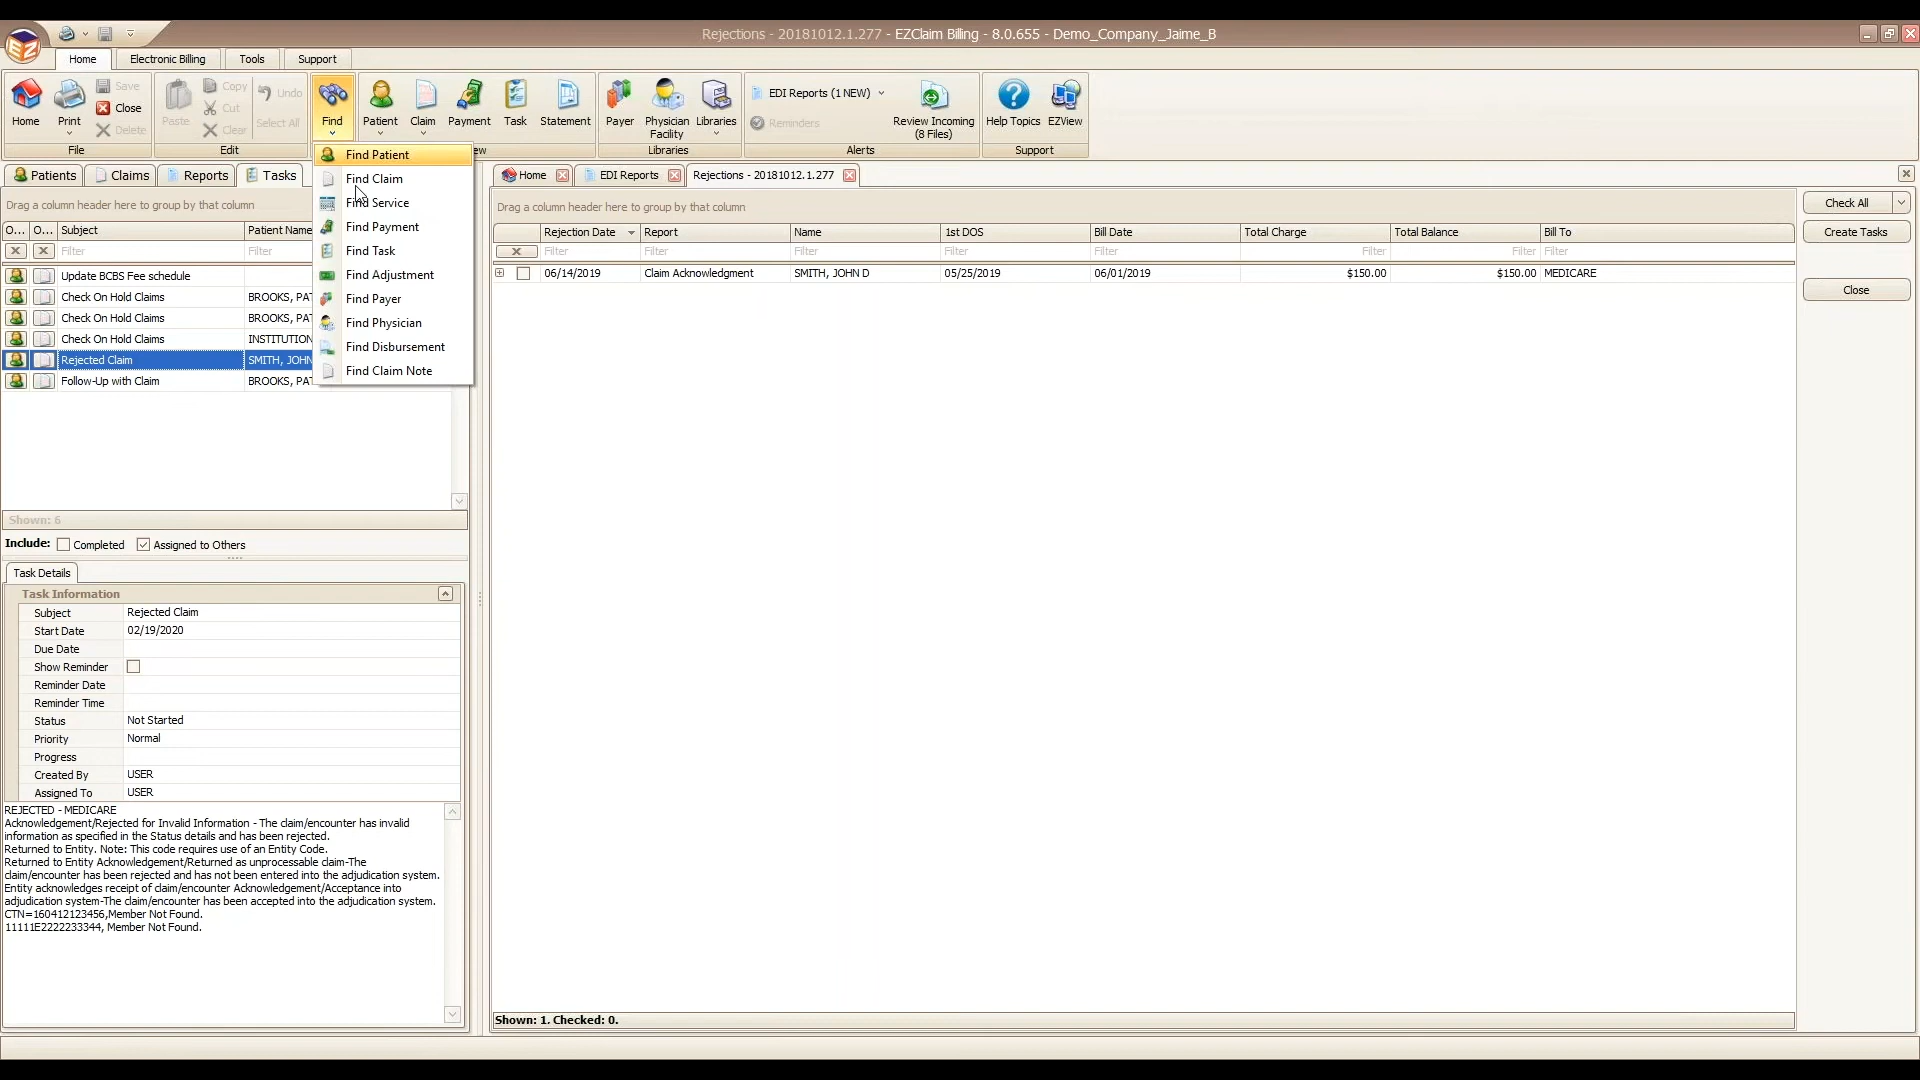 Rejections - 20181012.1.277 - EZClaim Billing - 8.0.655 - Demo_Company_Jaime_B
Home Electronic Billing Tools Support
Home Print Save Close Delete Paste Copy Cut Clear Undo Select All Find Patient Claim Payment Task Statement Payer Physician Facility Libraries EDI Reports (1 NEW) Reminders Review Incoming (8 Files) Help Topics EZView
File Edit ew Libraries Alerts Support
Find Patient
Find Claim
Find Service
Find Payment
Find Task
Find Adjustment
Find Payer
Find Physician
Find Disbursement
Find Claim Note
Patients Claims Reports Tasks
Drag a column header here to group by that column
O... O... Subject Patient Name
Filter Filter
Update BCBS Fee schedule
Check On Hold Claims BROOKS, PAT
Check On Hold Claims BROOKS, PAT
Check On Hold Claims INSTITUTION
Rejected Claim SMITH, JOHN
Follow-Up with Claim BROOKS, PAT
Shown: 6
Include: Completed Assigned to Others
Task Details
Task Information
Subject Rejected Claim
Start Date 02/19/2020
Due Date
Show Reminder
Reminder Date
Reminder Time
Status Not Started
Priority Normal
Progress
Created By USER
Assigned To USER
REJECTED - MEDICARE
Acknowledgement/Rejected for Invalid Information - The claim/encounter has invalid
information as specified in the Status details and has been rejected.
Returned to Entity. Note: This code requires use of an Entity Code.
Returned to Entity Acknowledgement/Returned as unprocessable claim-The
claim/encounter has been rejected and has not been entered into the adjudication system.
Entity acknowledges receipt of claim/encounter Acknowledgement/Acceptance into
adjudication system-The claim/encounter has been accepted into the adjudication system.
CTN=160412123456,Member Not Found.
11111E2222233344, Member Not Found.
Home EDI Reports Rejections - 20181012.1.277
Drag a column header here to group by that column
Rejection Date Report Name 1st DOS Bill Date Total Charge Total Balance Bill To
Filter Filter Filter Filter Filter Filter Filter Filter
06/14/2019 Claim Acknowledgment SMITH, JOHN D 05/25/2019 06/01/2019 $150.00 $150.00 MEDICARE
Shown: 1. Checked: 0.
Check All
Create Tasks
Close